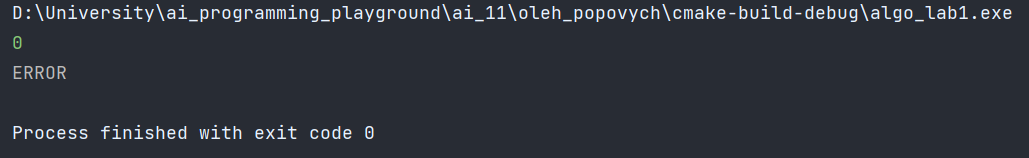 D:\University\ai_programming_playground\ai_11\oleh_popovych\cmake-build-debug\algo_lab1.exe
0
ERROR
Process finished with exit code 0